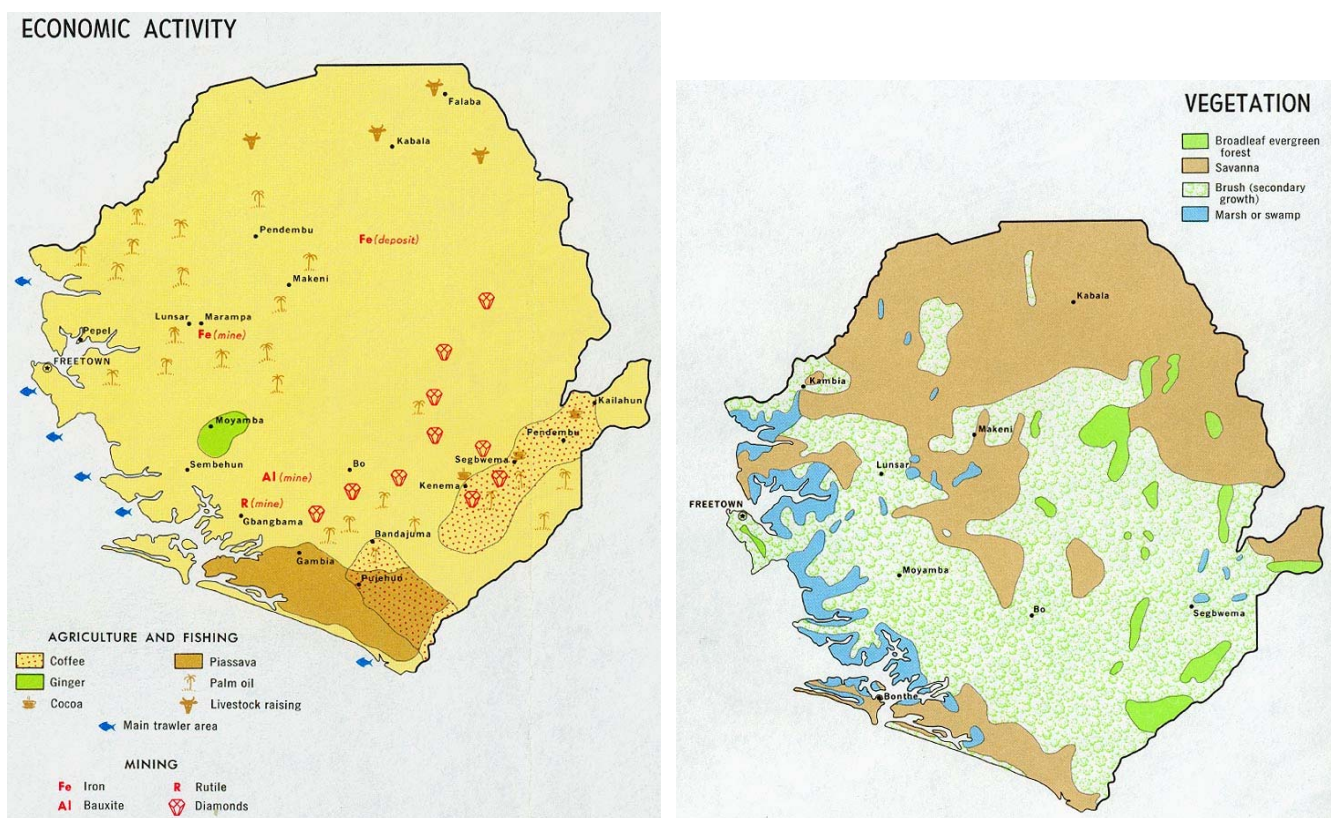 ECONOMIC ACTIVITY
Falaba
Kabala
Pendembu
Fe (deposit)
Makeni
Lunsar
Marampa
Fe (mine)
Pepel
FREETOWN
Kailahun
Moyamba
Pendembu
Segbwema
Sembehun
Bo
Al (mine)
Kenema
R (mine)
Gbangbama
Bandajuma
Gambia
Pujehun
AGRICULTURE AND FISHING
Coffee
Piassava
Ginger
Palm oil
Cocoa
Livestock raising
Main trawler area
MINING
Fe Iron
R Rutile
Al Bauxite
Diamonds
VEGETATION
Broadleaf evergreen
forest
Savanna
Brush (secondary
growth)
Marsh or swamp
Kabala
Kambia
Makeni
Lunsar
FREETOWN
Moyamba
Bo
Segbwema
Bonthe